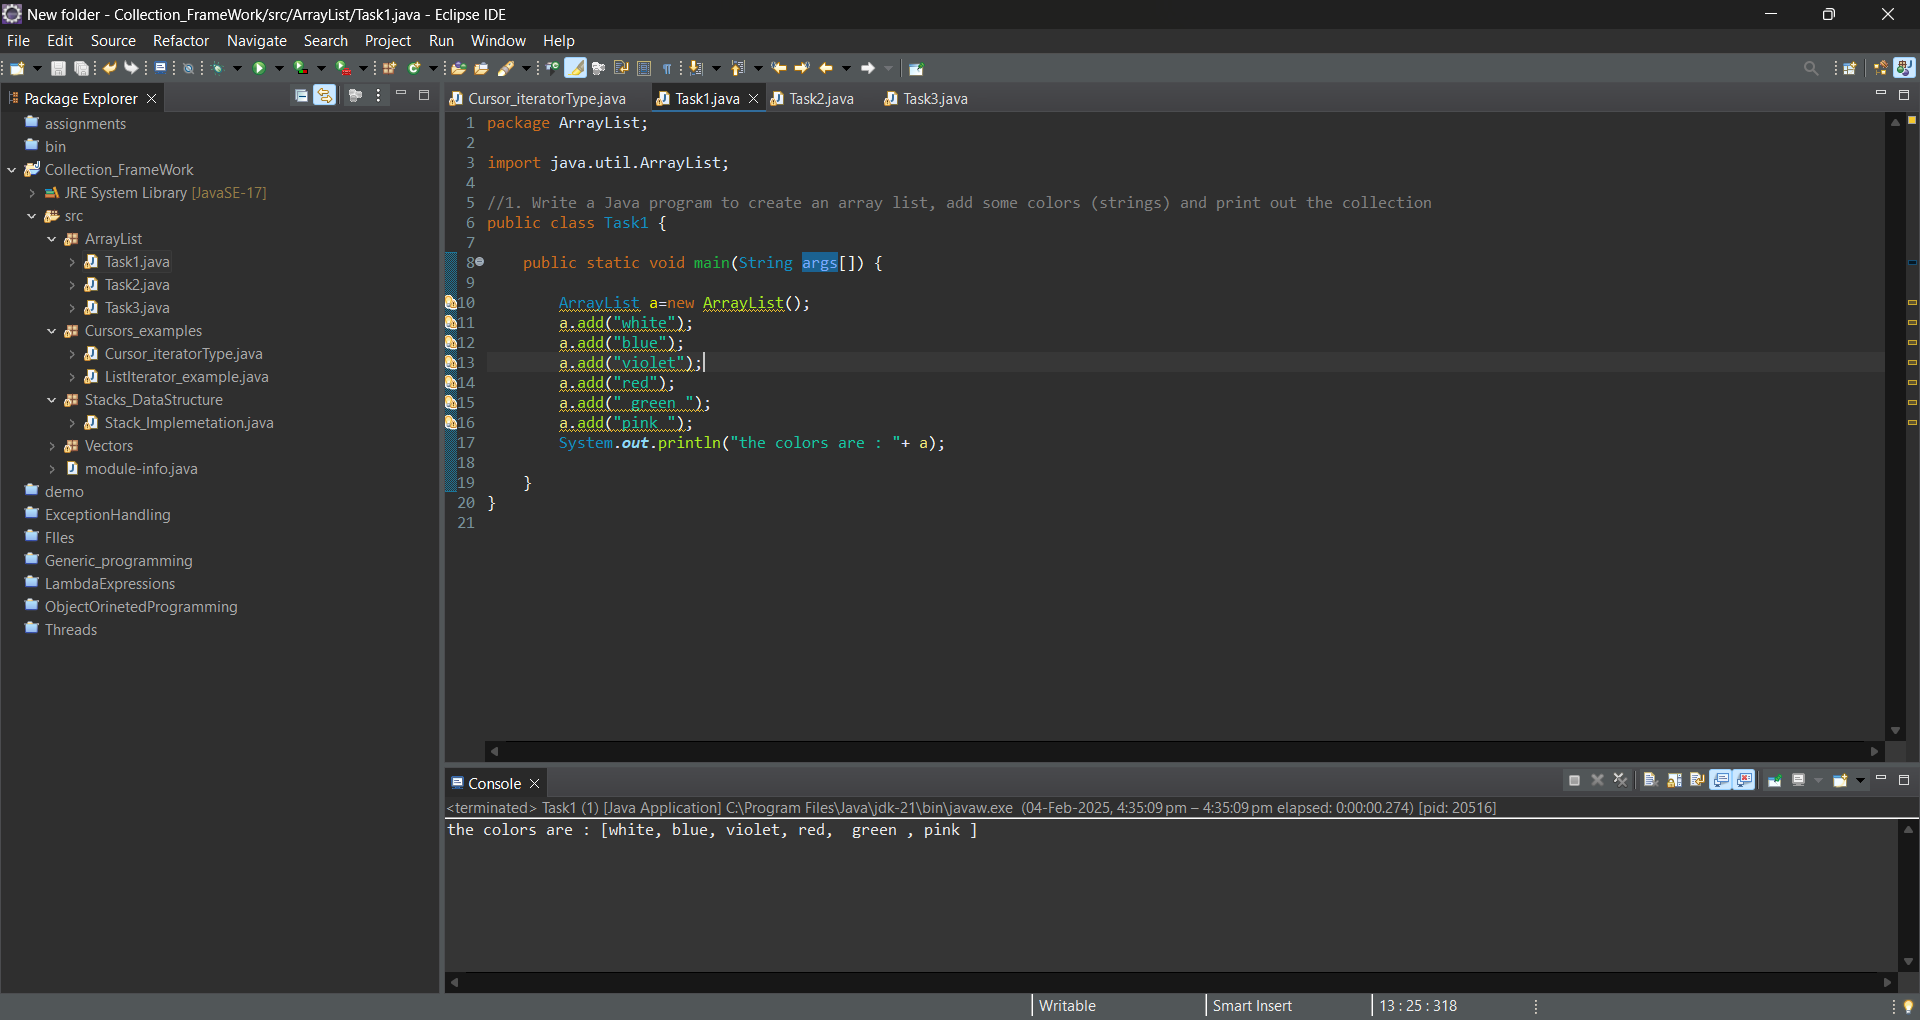 New folder - Collection_FrameWork/src/ArrayList/Task1.java - Eclipse IDE
File Edit Source Refactor Navigate Search Project Run Window Help
Package Explorer
assignments
bin
Collection_FrameWork
JRE System Library [JavaSE-17]
src
ArrayList
Task1.java
Task2.java
Task3.java
Cursors_examples
Cursor_iteratorType.java
ListIterator_example.java
Stacks_DataStructure
Stack_Implemetation.java
Vectors
module-info.java
demo
ExceptionHandling
FIles
Generic_programming
LambdaExpressions
ObjectOrinetedProgramming
Threads
Cursor_iteratorType.java Task1.java Task2.java Task3.java
1 package ArrayList;
2
3 import java.util.ArrayList;
4
5 //1. Write a Java program to create an array list, add some colors (strings) and print out the collection
6 public class Task1 {
7
8 public static void main(String args[]) {
9
10 ArrayList a=new ArrayList();
11 a.add("white");
12 a.add("blue");
13 a.add("violet");
14 a.add("red");
15 a.add(" green ");
16 a.add("pink ");
17 System.out.println("the colors are : "+ a);
18
19 }
20 }
21
Console
<terminated> Task1 (1) [Java Application] C:\Program Files\Java\jdk-21\bin\javaw.exe (04-Feb-2025, 4:35:09 pm – 4:35:09 pm elapsed: 0:00:00.274) [pid: 20516]
the colors are : [white, blue, violet, red,  green , pink ]
Writable Smart Insert 13 : 25 : 318